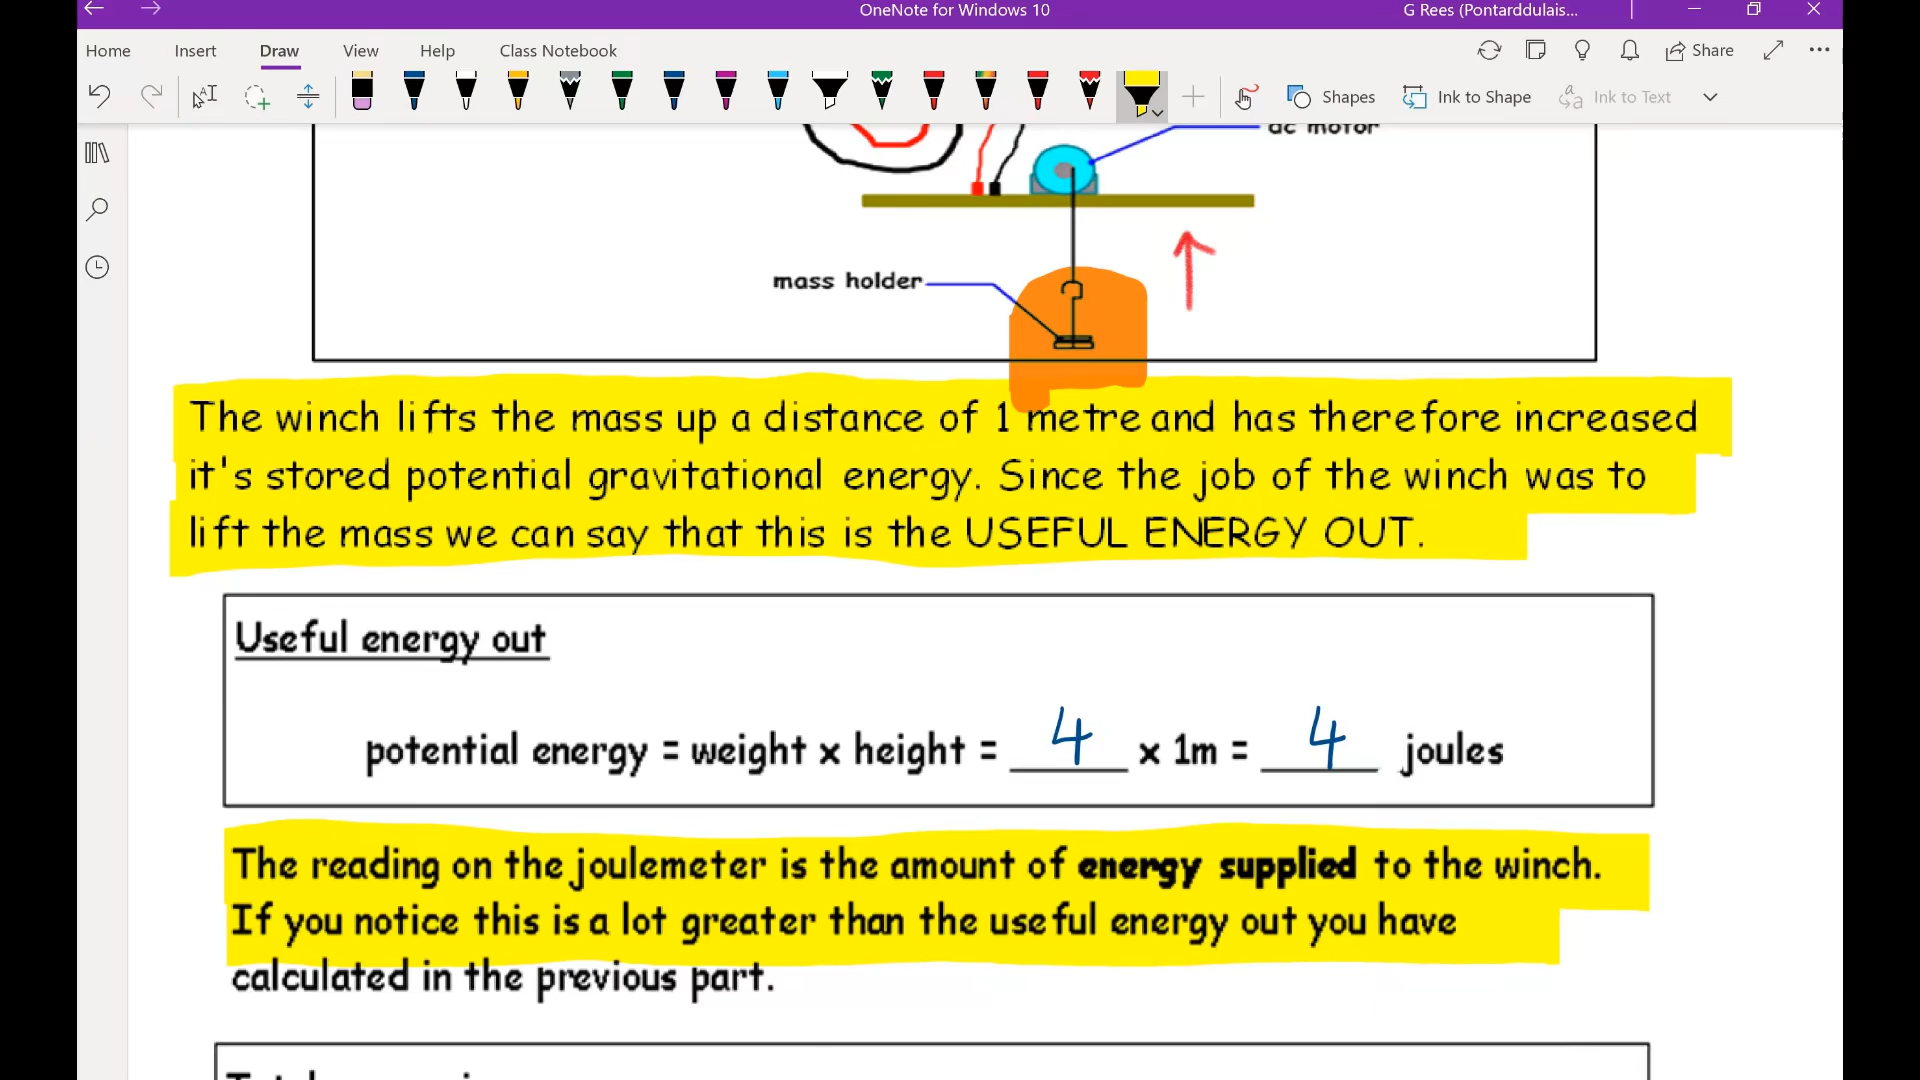 OneNote for Windows 10
G Rees (Pontarddulais...
Home Insert Draw View Help Class Notebook
Share
Shapes Ink to Shape Ink to Text
dc motor
mass holder
The winch lifts the mass up a distance of 1 metre and has therefore increased
it's stored potential gravitational energy. Since the job of the winch was to
lift the mass we can say that this is the USEFUL ENERGY OUT.
Useful energy out
potential energy = weight x height = 4 x 1m = 4 joules
The reading on the joulemeter is the amount of energy supplied to the winch.
If you notice this is a lot greater than the useful energy out you have
calculated in the previous part.